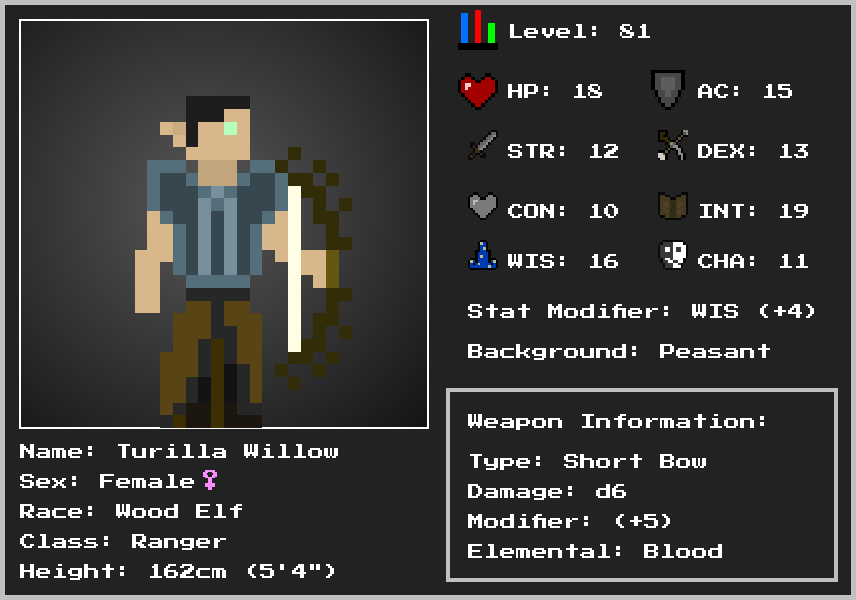 Level: 81
HP: 18 AC: 15
STR: 12 DEX: 13
CON: 10 INT: 19
WIS: 16 CHA: 11
Stat Modifier: WIS (+4)
Background: Peasant
Weapon Information:
Type: Short Bow
Damage: d6
Modifier: (+5)
Elemental: Blood
Name: Turilla Willow
Sex: Female♀
Race: Wood Elf
Class: Ranger
Height: 162cm (5'4")